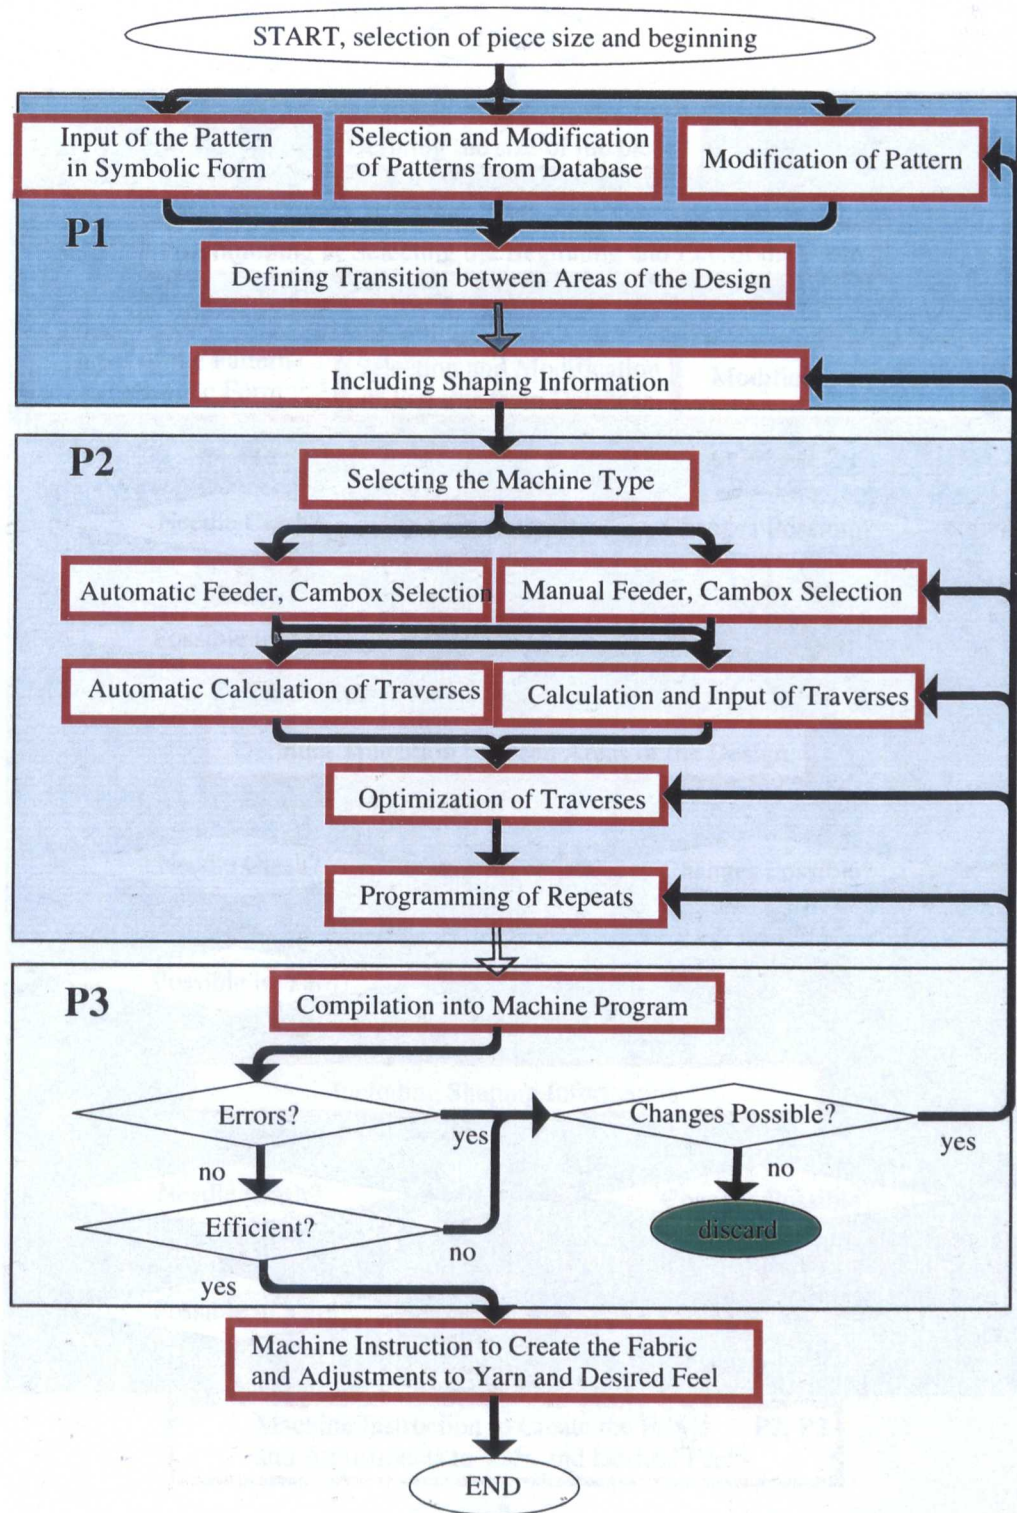 START, selection of piece size and beginning
Input of the Pattern
in Symbolic Form
Selection and Modification
of Patterns from Database
Modification of Pattern
P1
Defining Transition between Areas of the Design
Including Shaping Information
P2
Selecting the Machine Type
Automatic Feeder, Cambox Selection
Manual Feeder, Cambox Selection
Automatic Calculation of Traverses
Calculation and Input of Traverses
Optimization of Traverses
Programming of Repeats
P3
Compilation into Machine Program
Errors?
yes
Changes Possible?
yes
no
no
Efficient?
no
discard
yes
Machine Instruction to Create the Fabric
and Adjustments to Yarn and Desired Feel
END